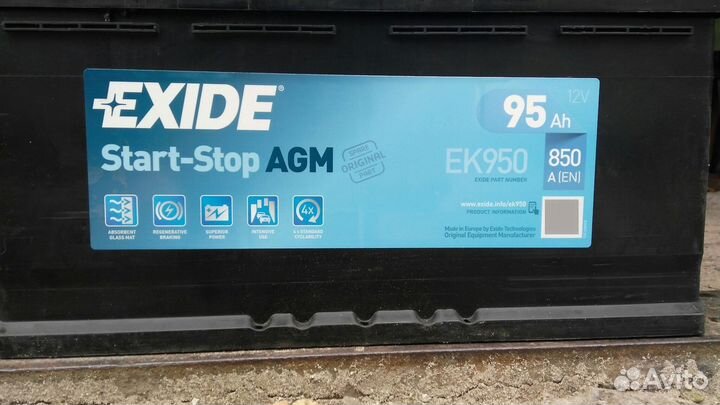 EXIDE®
12V
95 Ah
Start-Stop AGM
SPARE
ORIGINAL
PART
EK950
EXIDE PART NUMBER
850
A (EN)
ABSORBENT
GLASS MAT
REGENERATIVE
BRAKING
SUPERIOR
POWER
INTENSIVE
USE
4x
4 x STANDARD
CYCLABILITY
www.exide.info/ek950
PRODUCT INFORMATION
Made in Europe by Exide Technologies
Original Equipment Manufacturer
Avito